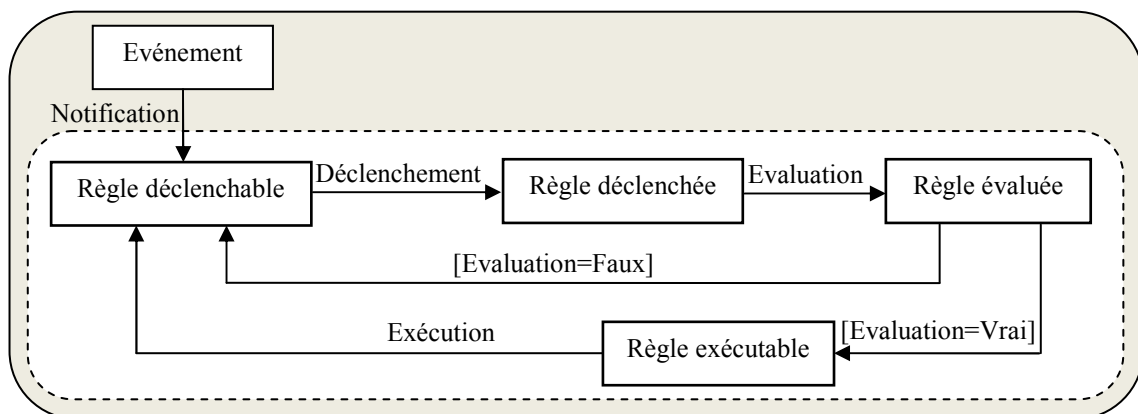 Evénement
Notification
Règle déclenchable
Déclenchement
Règle déclenchée
Evaluation
Règle évaluée
[Evaluation=Faux]
Exécution
Règle exécutable
[Evaluation=Vrai]